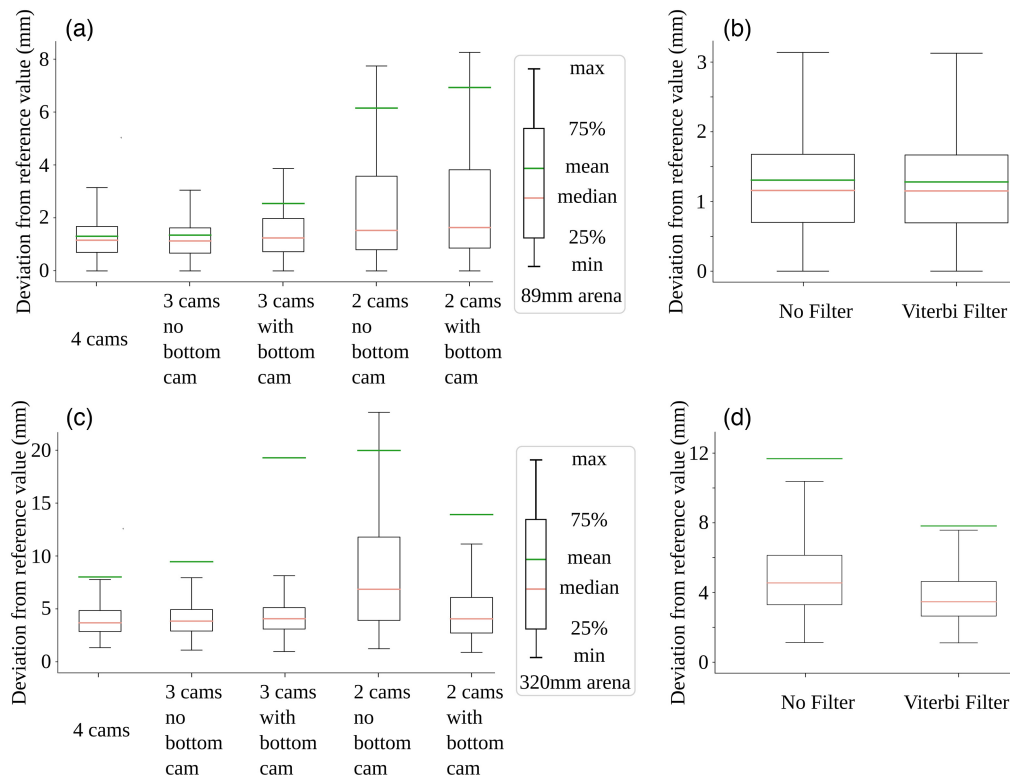 (a)
Deviation from reference value (mm)
8
6
4
2
0
4 cams
3 cams
no
bottom
cam
3 cams
with
bottom
cam
2 cams
no
bottom
cam
2 cams
with
bottom
cam
max
75%
mean
median
25%
min
89mm arena
(b)
Deviation from reference value (mm)
3
2
1
0
No Filter
Viterbi Filter
(c)
Deviation from reference value (mm)
20
15
10
5
0
4 cams
3 cams
no
bottom
cam
3 cams
with
bottom
cam
2 cams
no
bottom
cam
2 cams
with
bottom
cam
max
75%
mean
median
25%
min
320mm arena
(d)
Deviation from reference value (mm)
12
8
4
0
No Filter
Viterbi Filter